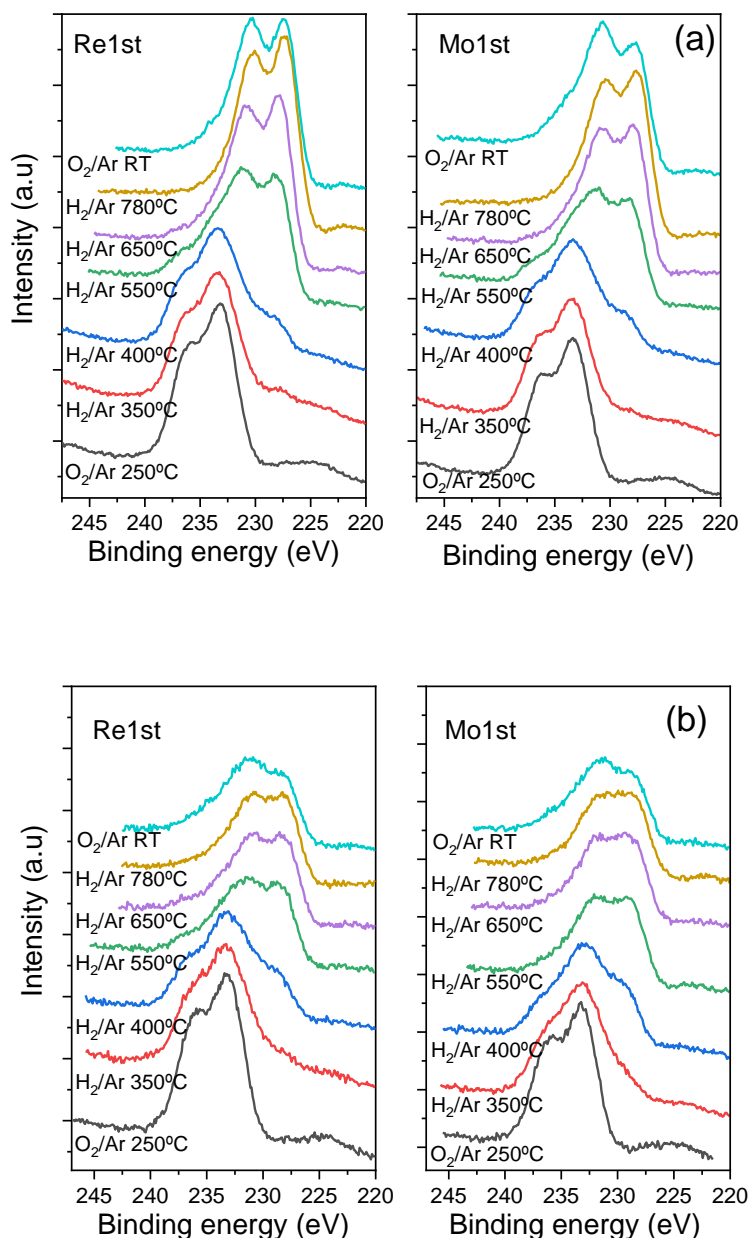 Re1st
Mo1st
(a)
Intensity (a.u)
O₂/Ar RT
H₂/Ar 780ºC
H₂/Ar 650ºC
H₂/Ar 550ºC
H₂/Ar 400ºC
H₂/Ar 350ºC
O₂/Ar 250ºC
O₂/Ar RT
H₂/Ar 780ºC
H₂/Ar 650ºC
H₂/Ar 550ºC
H₂/Ar 400ºC
H₂/Ar 350ºC
O₂/Ar 250ºC
245 240 235 230 225 220
245 240 235 230 225 220
Binding energy (eV)
Binding energy (eV)
Re1st
Mo1st
(b)
Intensity (a.u)
O₂/Ar RT
H₂/Ar 780ºC
H₂/Ar 650ºC
H₂/Ar 550ºC
H₂/Ar 400ºC
H₂/Ar 350ºC
O₂/Ar 250ºC
O₂/Ar RT
H₂/Ar 780ºC
H₂/Ar 650ºC
H₂/Ar 550ºC
H₂/Ar 400ºC
H₂/Ar 350ºC
O₂/Ar 250ºC
245 240 235 230 225 220
245 240 235 230 225 220
Binding energy (eV)
Binding energy (eV)